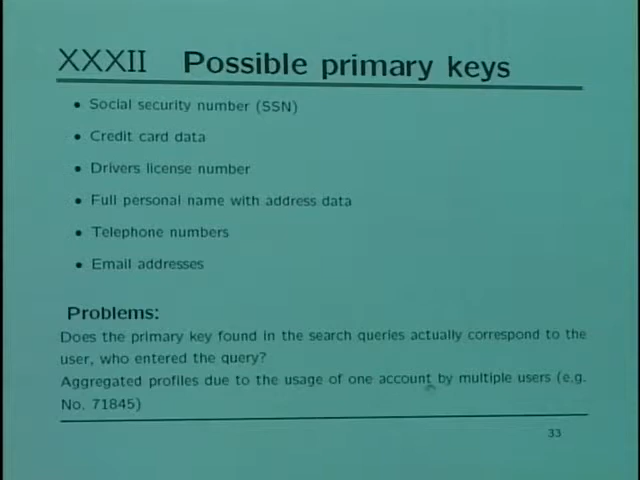 XXXII Possible primary keys
• Social security number (SSN)
• Credit card data
• Drivers license number
• Full personal name with address data
• Telephone numbers
• Email addresses
Problems:
Does the primary key found in the search queries actually correspond to the
user, who entered the query?
Aggregated profiles due to the usage of one account by multiple users (e.g.
No. 71845)
33